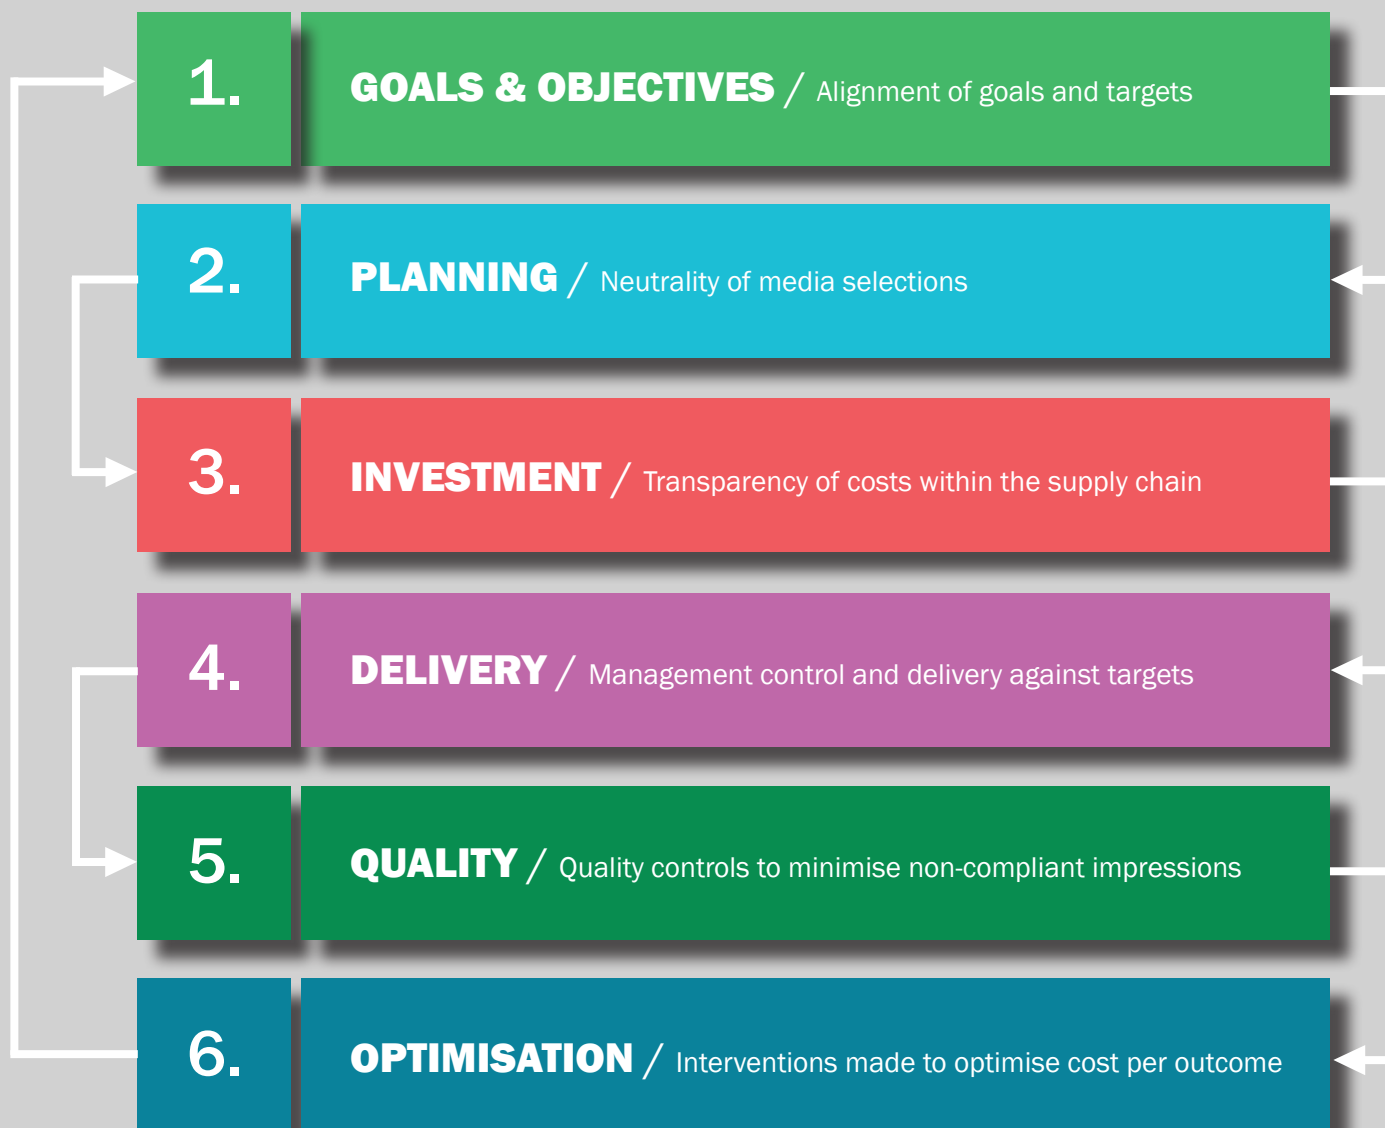 1. GOALS & OBJECTIVES / Alignment of goals and targets
2. PLANNING / Neutrality of media selections
3. INVESTMENT / Transparency of costs within the supply chain
4. DELIVERY / Management control and delivery against targets
5. QUALITY / Quality controls to minimise non-compliant impressions
6. OPTIMISATION / Interventions made to optimise cost per outcome